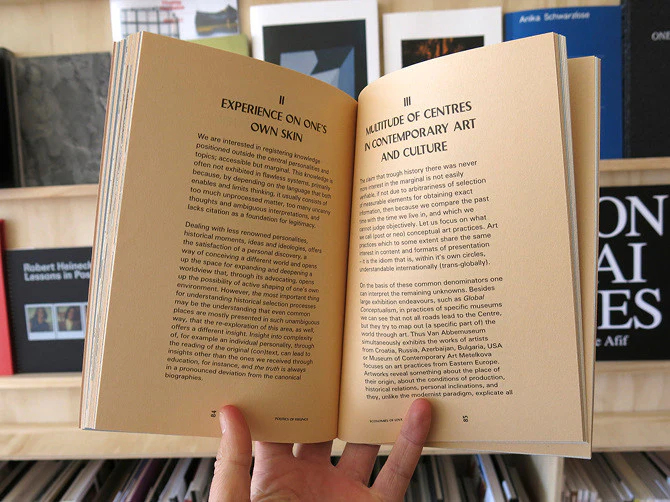 Anika Schwarzlose
ONE
Robert Heinecken
Lessons in Pos
ON
AI
ES
e Afif
II
EXPERIENCE ON ONE'S
OWN SKIN
We are interested in registering knowledge
positioned outside the central personalities and
topics; accessible but marginal. This knowledge is
often not exhibited in flawless systems, primarily
because, by depending on the language that both
enables and limits thinking, it usually consists of
too much unprocessed matter, too many uncanny
thoughts and ambiguous interpretations, and
lacks citation as a foundation for legimacy.
Dealing with less renowned personalities,
historical moments, ideas and ideologies, offers
the satisfaction of a personal discovery, a
way of conceiving a different world and opens
up the space for expanding and deepening a
worldview that, through its advocating, opens
up the possibility of active shaping of one's own
environment. However, the most important thing
for understanding historical selection processes
may be the understanding that even common
places are mostly presented in such unambiguous
way, that the re-exploration of this area, as well,
offers a different insight. Insight into complexity
of, for example an individual personality, through
the reading of the original (con)text, can lead to
insights other than the ones we received through
education, for instance, and the truth is always
in a pronounced deviation from the canonical
biographies.
III
MULTITUDE OF CENTRES
IN CONTEMPORARY ART
AND CULTURE
The claim that trough history there was never
more interest in the marginal is not easily
verifiable, if not due to arbitrariness of selection
of measurable elements for obtaining exact
information, then because we compare the past
time with the time we live in, and which we
cannot judge objectively. Let us focus on what
we call (post or neo) conceptual art practices. Art
practices which to some extent share the same
interest in contents and formats of presentation
– it is the idiom that is, within it's own circles,
understandable internationally (trans-globally).
On the basis of these common denominators one
can interpret the remaining unknowns. Besides
large exhibition endeavours, such as Global
Conceptualism, in practices of specific museums
we can see that not all roads lead to the Centre,
but they try to map out (a specific part of) the
world through art. Thus Van Abbemuseum
simultaneously exhibits the works of artists
from Croatia, Russia, Azerbeijan, Bulgaria, USA
or Museum of Contemporary Art Metelkova
focuses on art practices from Eastern Europe.
Artworks reveal something about the place of
their origin, about the conditions of production,
historical relations, personal inclinations, and
they, unlike the modernist paradigm, explicate all
85